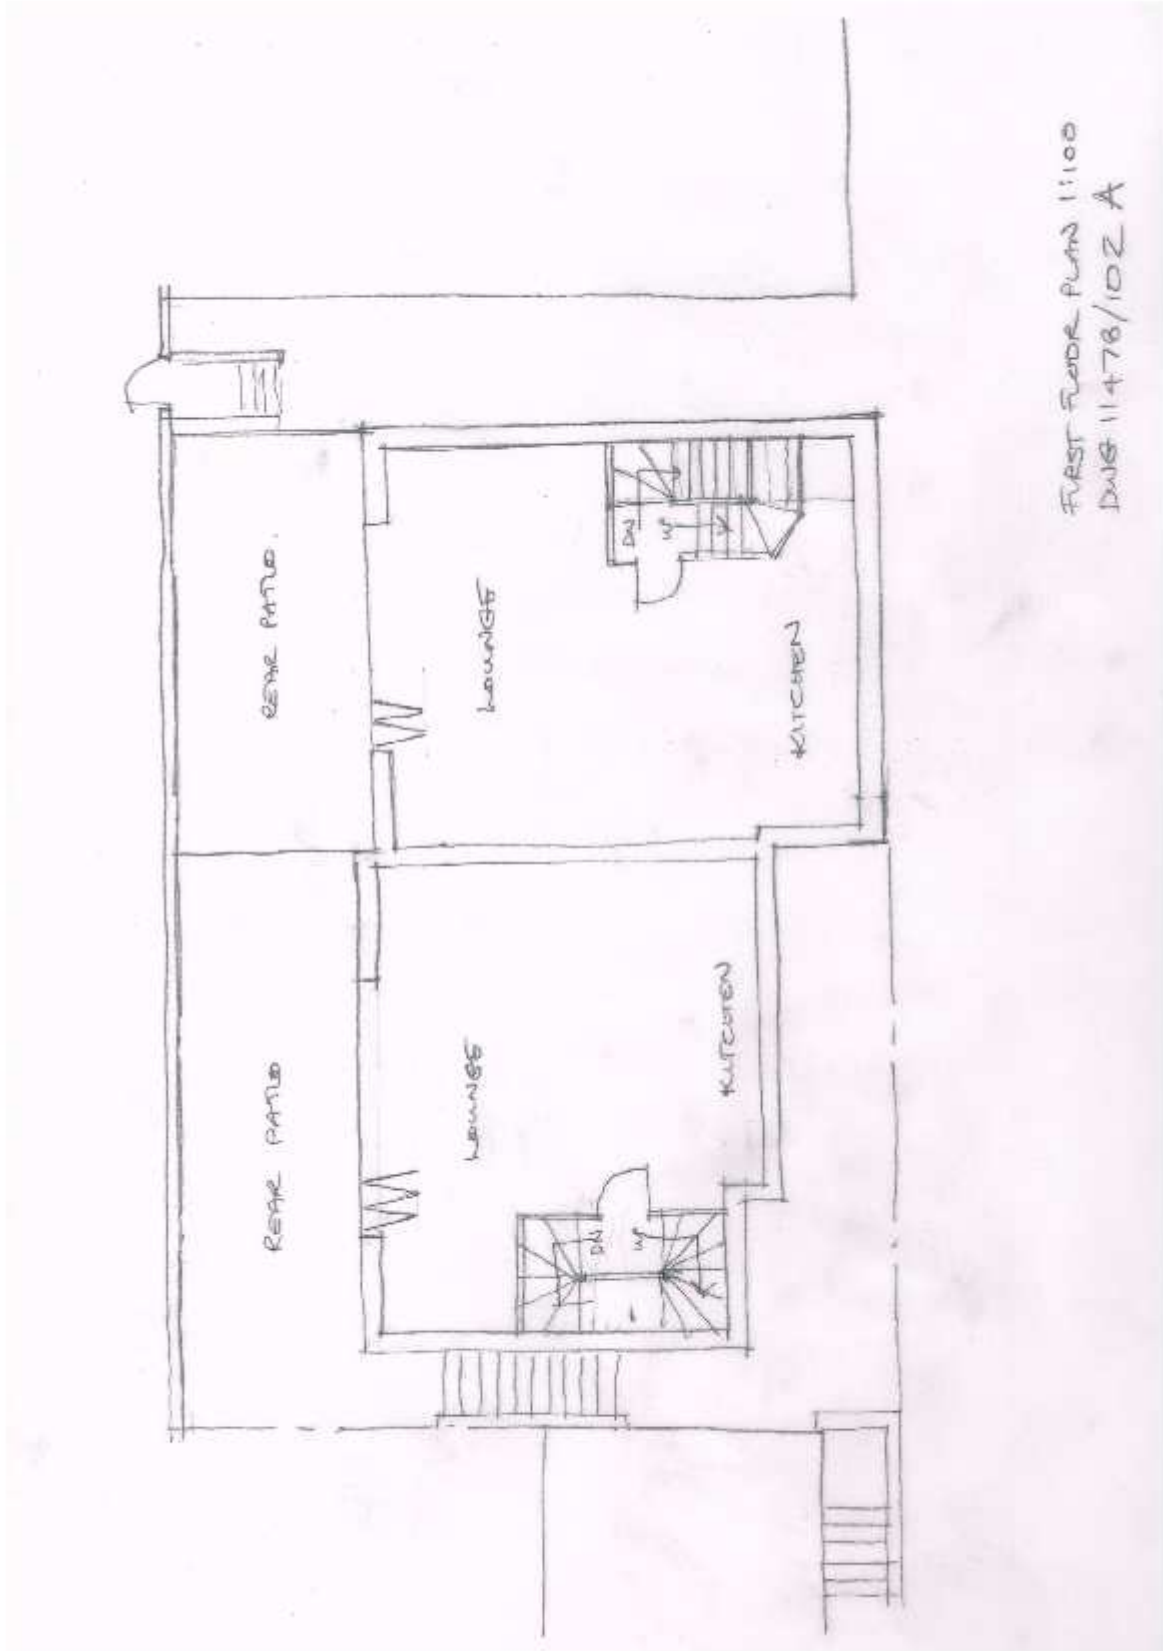 REAR PATIO
REAR PATIO.
LOUNGE
LOUNGE
DN
UP
DN
UP
KITCHEN
KITCHEN
FIRST FLOOR PLAN 1:100
DWG 11478/102 A